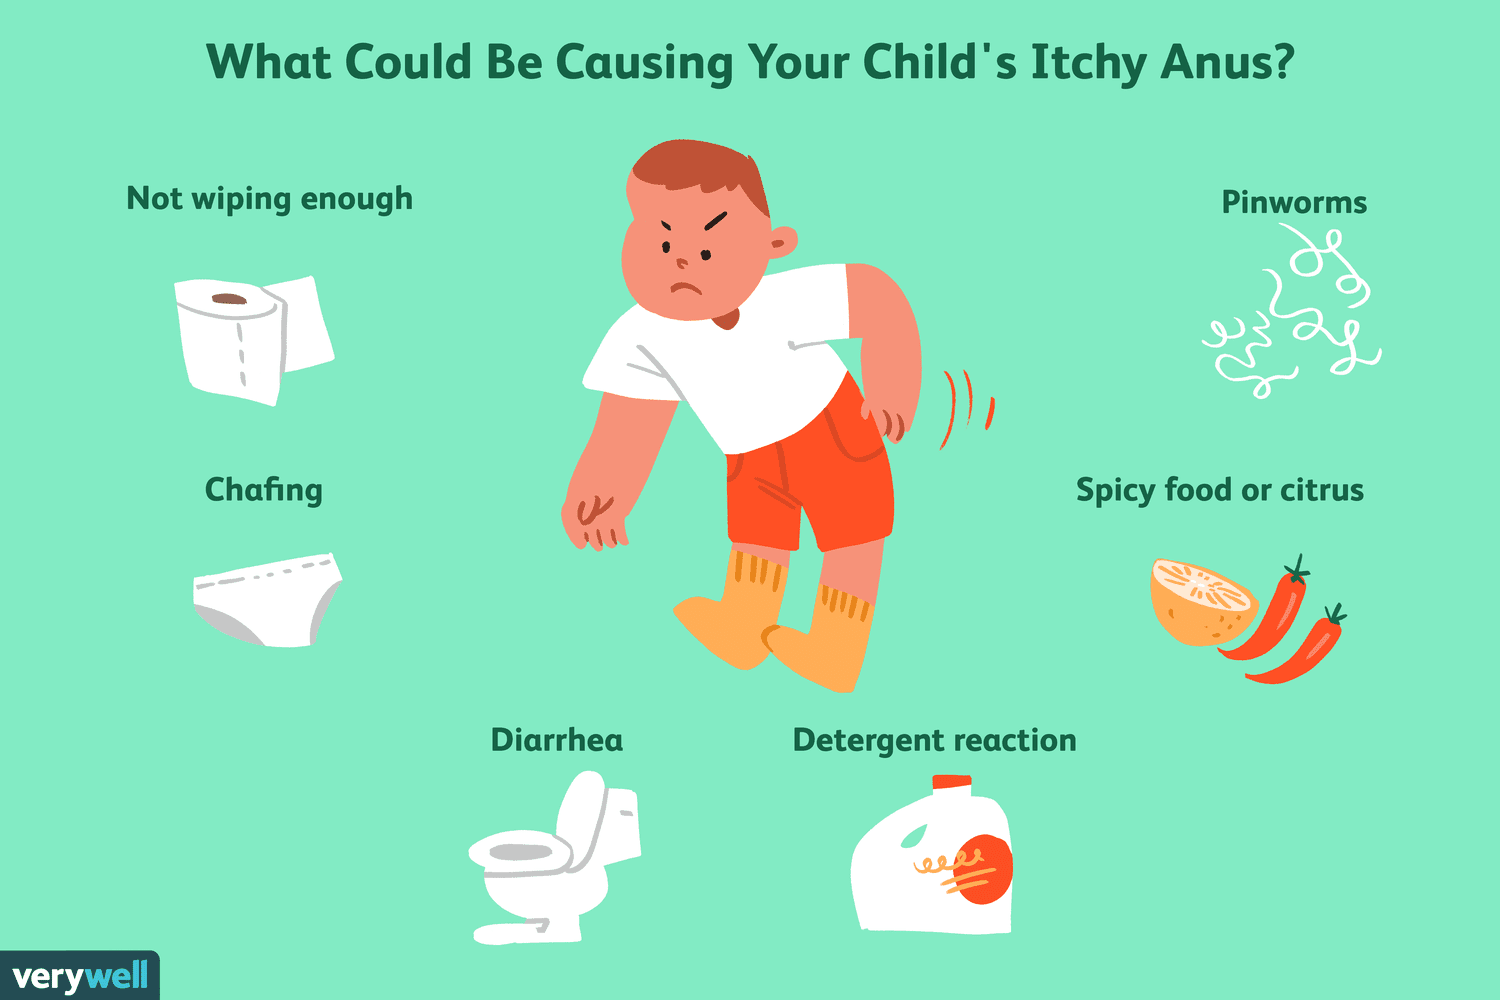 What Could Be Causing Your Child's Itchy Anus?
Not wiping enough
Pinworms
Chafing
Spicy food or citrus
Diarrhea
Detergent reaction
verywell